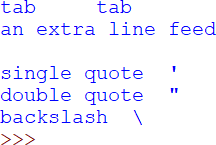 tab     tab
an extra line feed

single quote  '
double quote  "
backslash  \
>>>